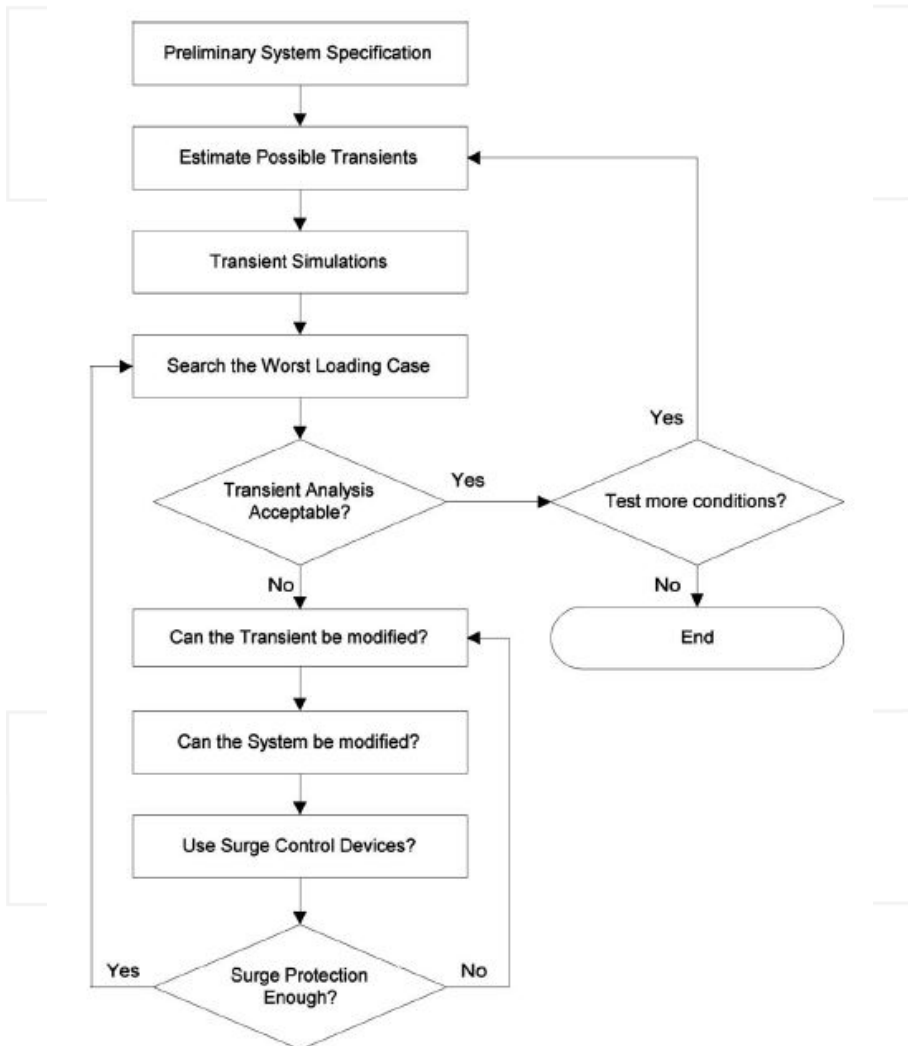 Preliminary System Specification
Estimate Possible Transients
Transient Simulations
Search the Worst Loading Case
Yes
Transient Analysis
Acceptable?
Yes
Test more conditions?
No
No
Can the Transient be modified?
End
Can the System be modified?
Use Surge Control Devices?
Yes
Surge Protection
Enough?
No